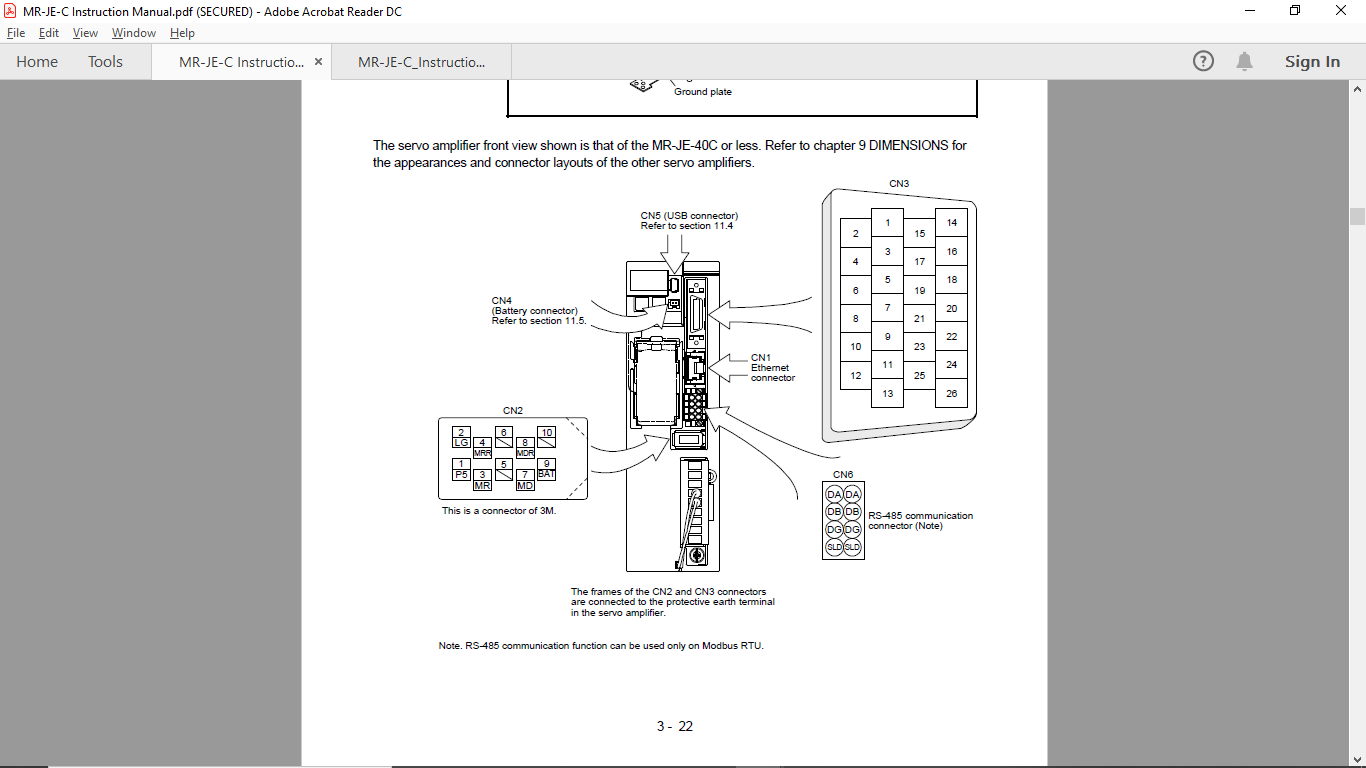 MR-JE-C Instruction Manual.pdf (SECURED) - Adobe Acrobat Reader DC
File Edit View Window Help
Home Tools MR-JE-C Instructio... × MR-JE-C_Instructio... ? Sign In
Ground plate
The servo amplifier front view shown is that of the MR-JE-40C or less. Refer to chapter 9 DIMENSIONS for
the appearances and connector layouts of the other servo amplifiers.
CN5 (USB connector)
Refer to section 11.4
CN4
(Battery connector)
Refer to section 11.5.
CN1
Ethernet
connector
CN3
1 14
2 15
3 16
4 17
5 18
6 19
7 20
8 21
9 22
10 23
11 24
12 25
13 26
CN2
2 6 10
LG 4 8
MRR MDR
1 5 9
P5 3 7 BAT
MR MD
This is a connector of 3M.
CN6
DA DA
DB DB
DG DG
SLD SLD
RS-485 communication
connector (Note)
The frames of the CN2 and CN3 connectors
are connected to the protective earth terminal
in the servo amplifier.
Note. RS-485 communication function can be used only on Modbus RTU.
3 - 22